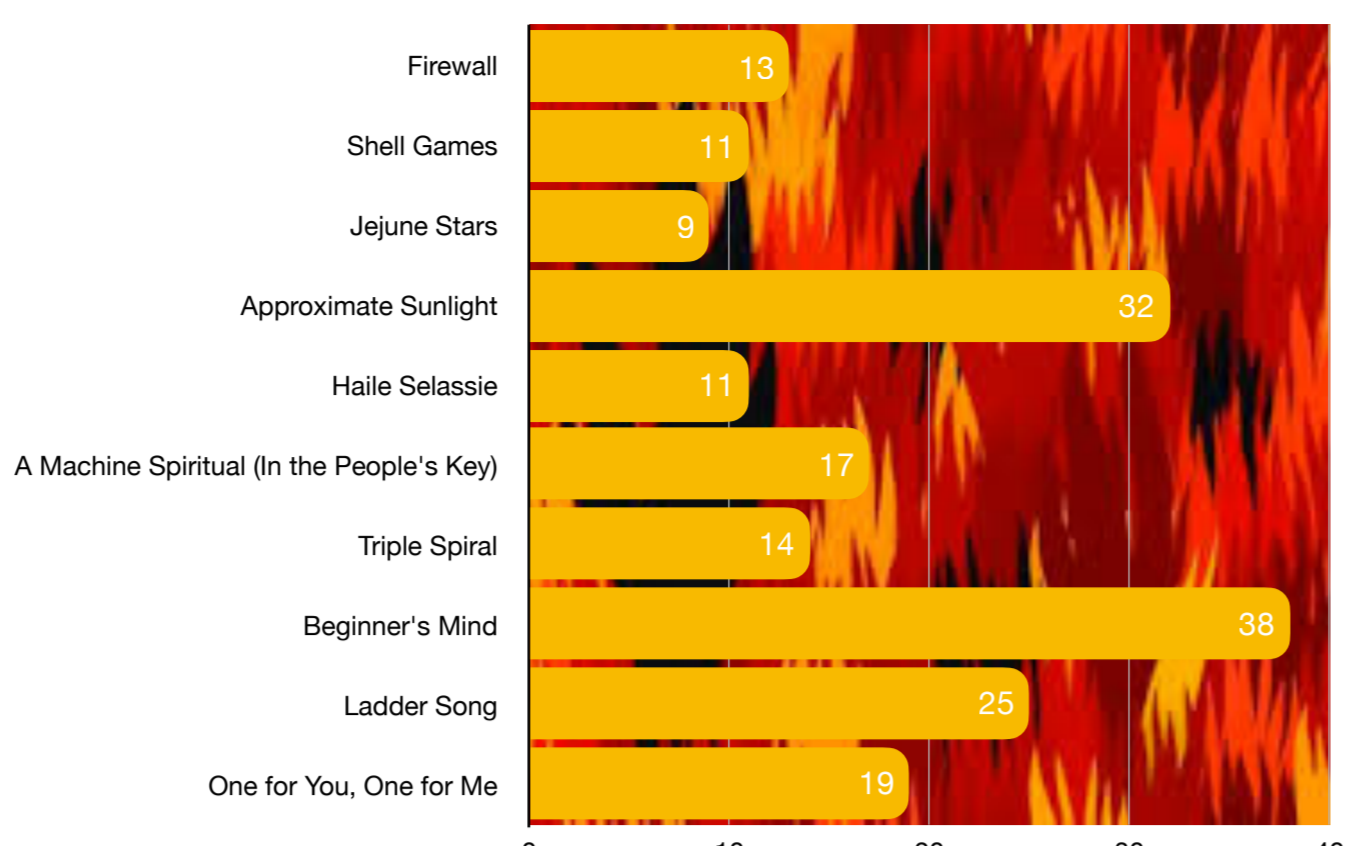 Firewall 13
Shell Games 11
Jejune Stars 9
Approximate Sunlight 32
Haile Selassie 11
A Machine Spiritual (In the People's Key) 17
Triple Spiral 14
Beginner's Mind 38
Ladder Song 25
One for You, One for Me 19